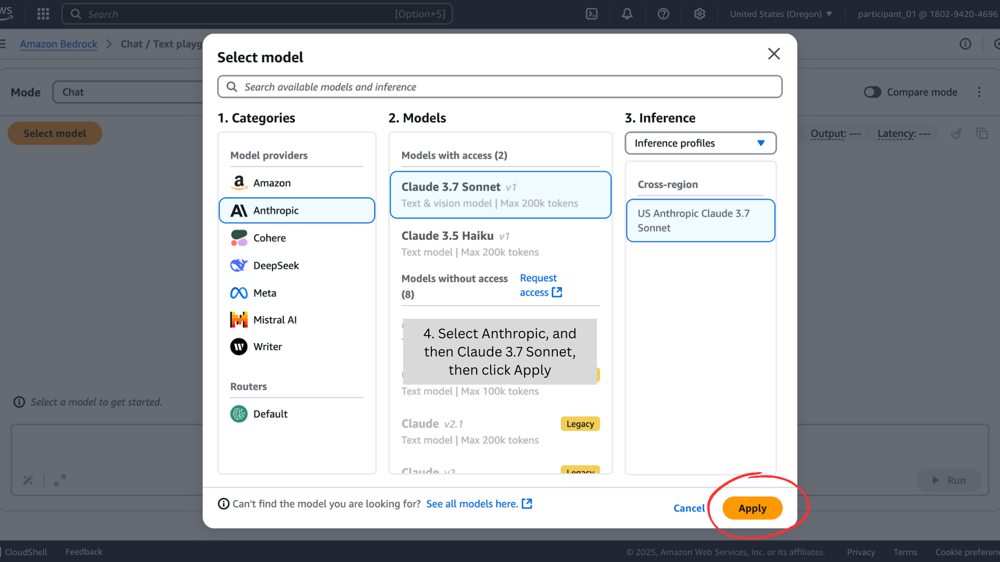 Search [Option+S]
United States (Oregon)
participant_01 @ 1802-9420-4696
Amazon Bedrock
Chat / Text playg
Mode
Chat
Compare mode
Select model
Output: ---
Latency: ---
Select a model to get started.
Run
Select model
Search available models and inference
1. Categories
Model providers
Amazon
Anthropic
Cohere
DeepSeek
Meta
Mistral AI
Writer
Routers
Default
2. Models
Models with access (2)
Claude 3.7 Sonnet v1
Text & vision model | Max 200k tokens
Claude 3.5 Haiku v1
Text model | Max 200k tokens
Models without access
(8)
Request
access
4. Select Anthropic, and
then Claude 3.7 Sonnet,
then click Apply
Text model | Max 100k tokens
Claude v2.1
Legacy
Text model | Max 200k tokens
Claude v2
Legacy
3. Inference
Inference profiles
Cross-region
US Anthropic Claude 3.7
Sonnet
Can't find the model you are looking for? See all models here.
Cancel
Apply
CloudShell
Feedback
© 2025, Amazon Web Services, Inc. or its affiliates.
Privacy
Terms
Cookie preferen